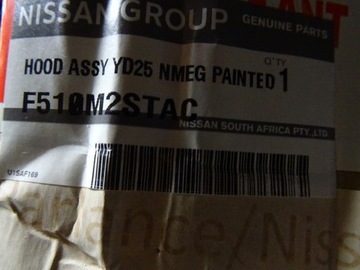 NISSAN GROUP GENUINE PARTS
HOOD ASSY YD25 NMEG PAINTED
Q'TY
1
F510M2STAC
NISSAN SOUTH AFRICA PTY.,LTD